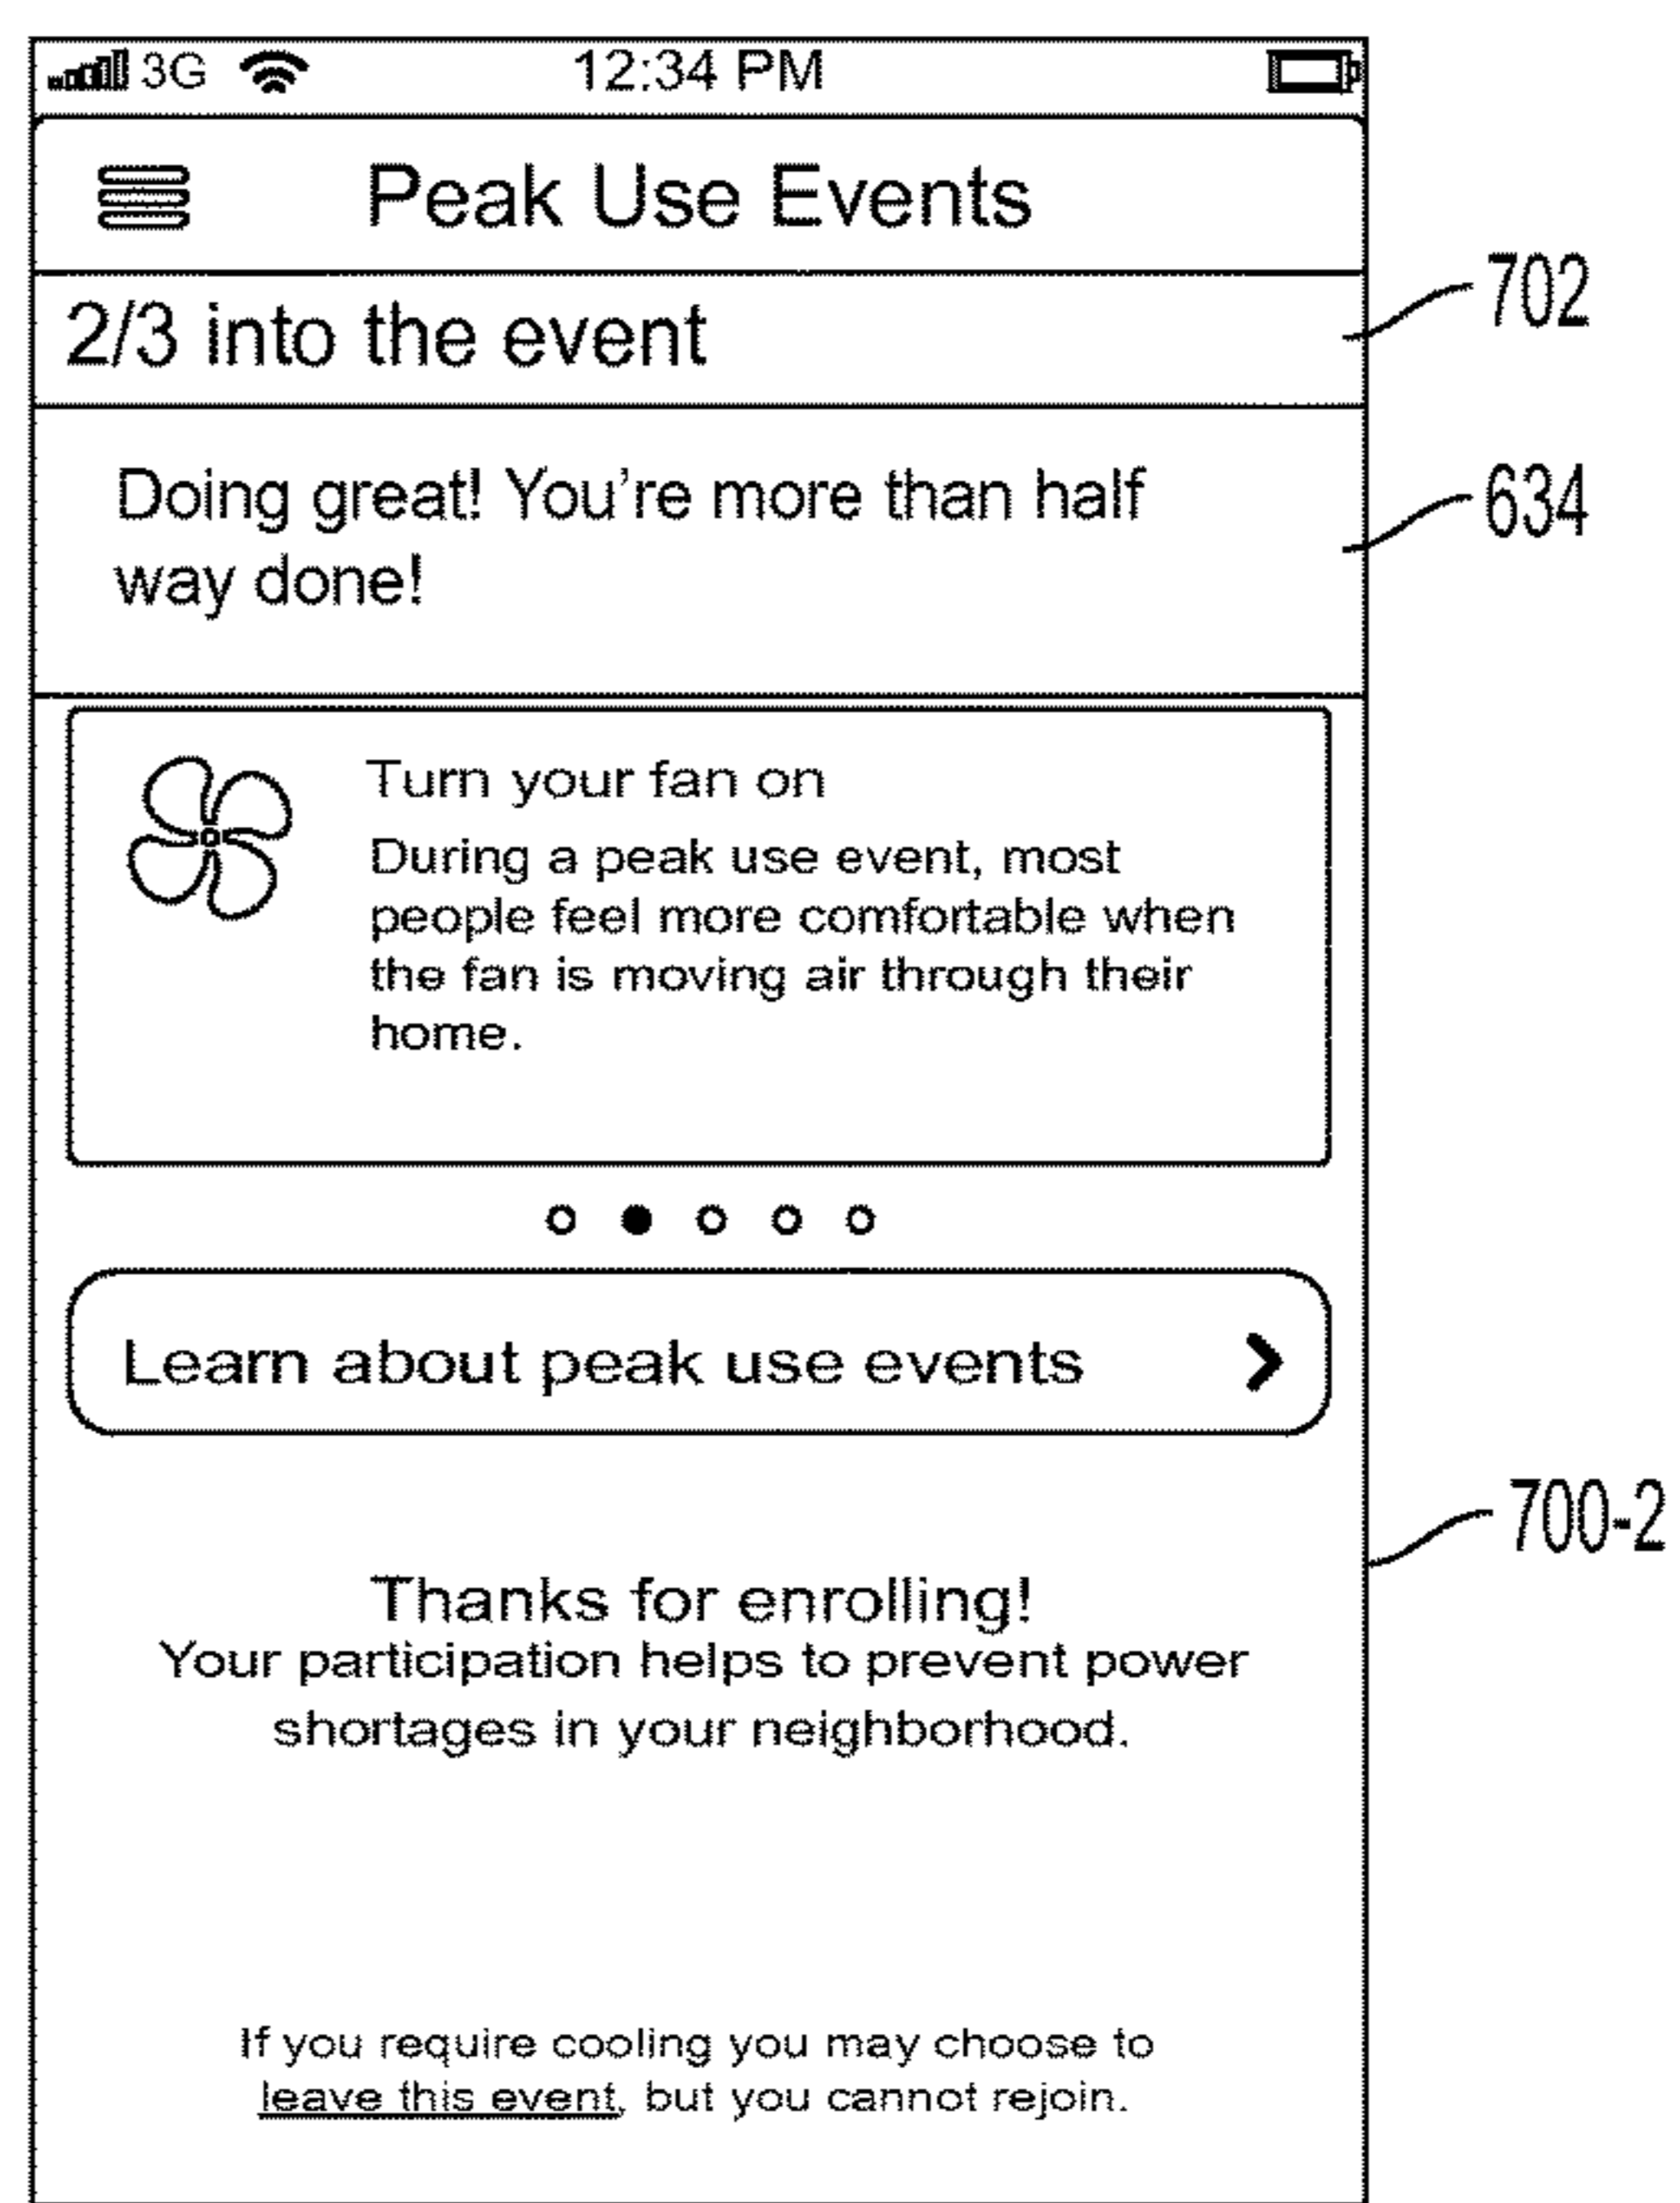 3G 12:34 PM
Peak Use Events
702
2/3 into the event
634
Doing great! You're more than half
way done!
Turn your fan on
During a peak use event, most
people feel more comfortable when
the fan is moving air through their
home.
Learn about peak use events
700-2
Thanks for enrolling!
Your participation helps to prevent power
shortages in your neighborhood.
If you require cooling you may choose to
leave this event, but you cannot rejoin.